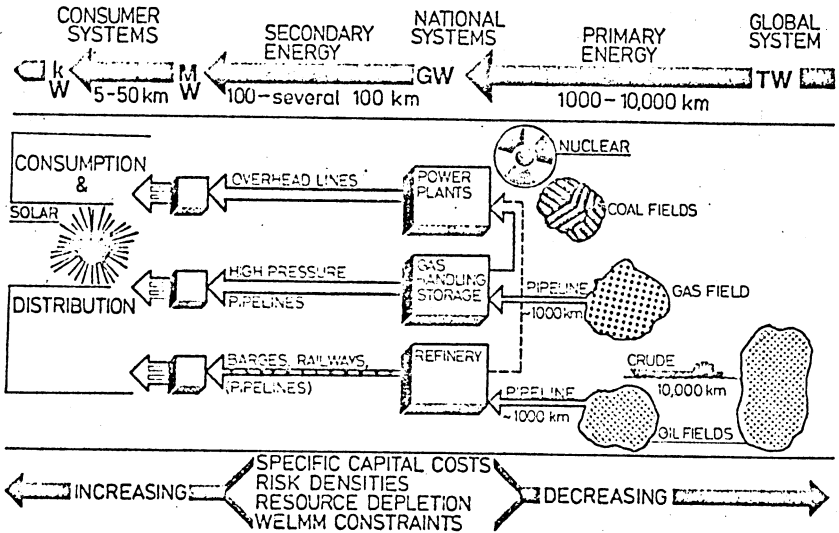 CONSUMER
SYSTEMS
SECONDARY
ENERGY
NATIONAL
SYSTEMS
PRIMARY
ENERGY
GLOBAL
SYSTEM
kW
5-50 km
MW
100-several 100 km
GW
1000-10,000 km
TW
CONSUMPTION
&
SOLAR
DISTRIBUTION
OVERHEAD LINES
POWER
PLANTS
NUCLEAR
COAL FIELDS
HIGH PRESSURE
PIPELINES
GAS
HANDLING
STORAGE
PIPELINE
~1000 km
GAS FIELD
BARGES, RAILWAYS,
(PIPELINES)
REFINERY
PIPELINE
~1000 km
CRUDE
10,000 km
OIL FIELDS
INCREASING
SPECIFIC CAPITAL COSTS
RISK DENSITIES
RESOURCE DEPLETION
WELMM CONSTRAINTS
DECREASING